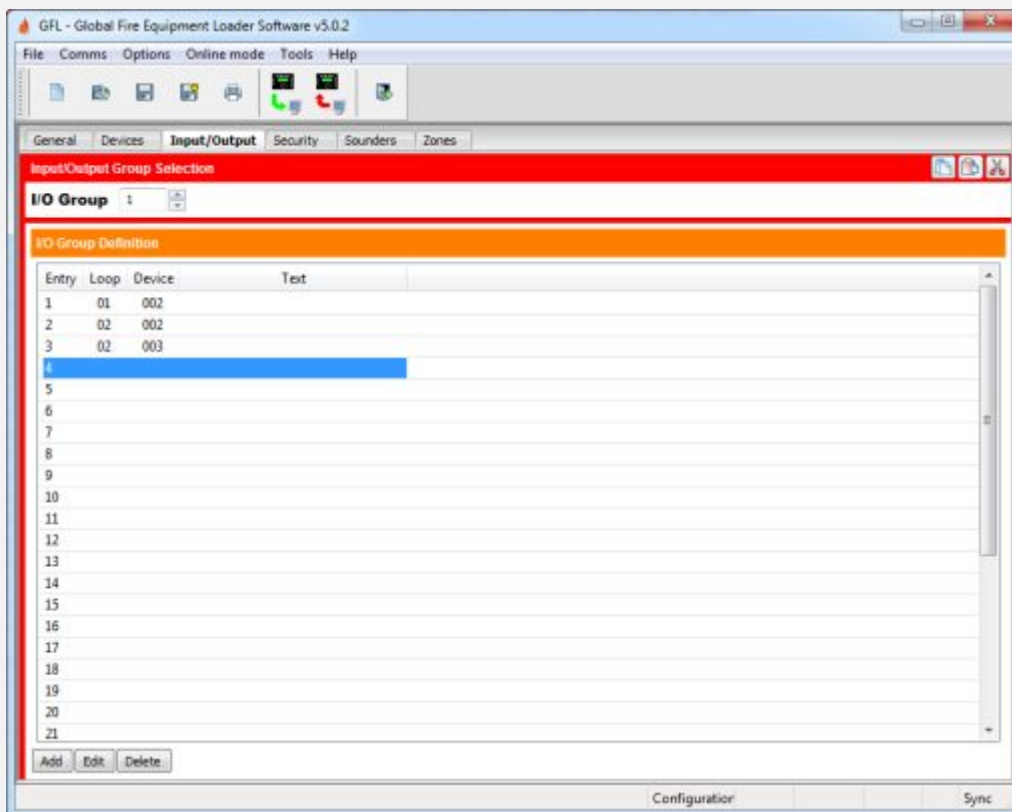 GFL - Global Fire Equipment Loader Software v5.0.2
File Comms Options Online mode Tools Help
General Devices Input/Output Security Sounders Zones
Input/Output Group Selection
I/O Group 1
I/O Group Definition
Entry Loop Device Text
1 01 002
2 02 002
3 02 003
4
5
6
7
8
9
10
11
12
13
14
15
16
17
18
19
20
21
Add Edit Delete
Configuration Sync